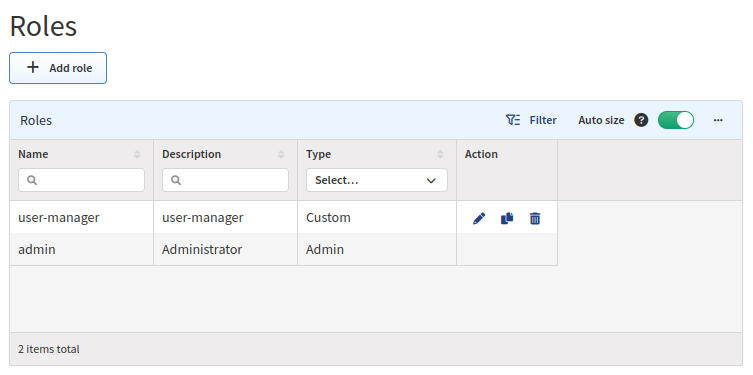 Roles
Add role
Roles Filter Auto size ? ...
Name Description Type Action
Select...
user-manager user-manager Custom
admin Administrator Admin
2 items total